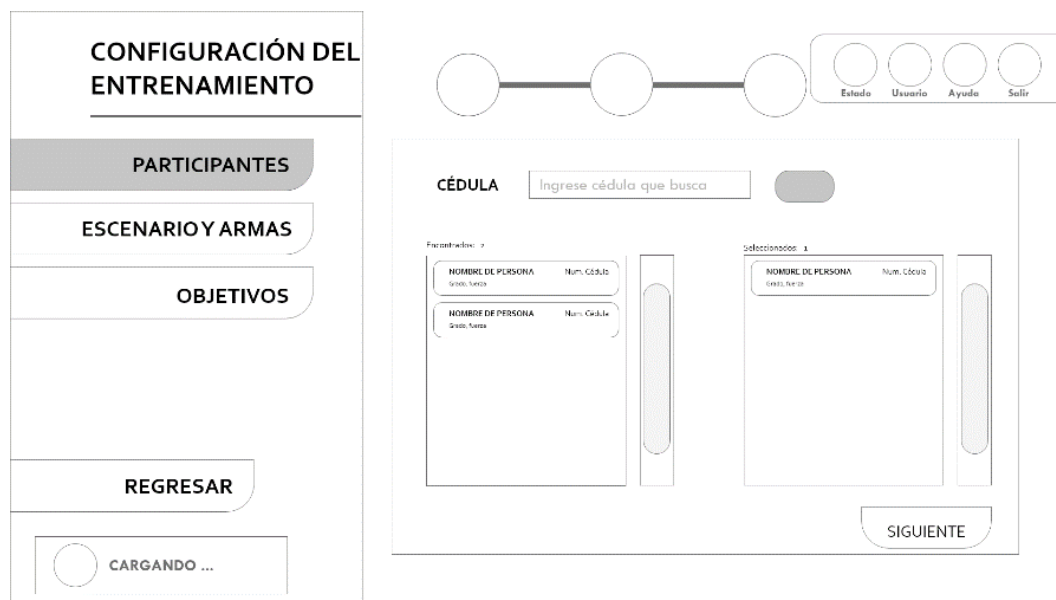 CONFIGURACIÓN DEL
ENTRENAMIENTO
PARTICIPANTES
ESCENARIO Y ARMAS
OBJETIVOS
REGRESAR
CARGANDO ...
Estado Usuario Ayuda Salir
CÉDULA Ingrese cédula que busca
Encontrados: 2
NOMBRE DE PERSONA Num. Cédula
Grado, fuerza
NOMBRE DE PERSONA Num. Cédula
Grado, fuerza
Seleccionados: 1
NOMBRE DE PERSONA Num. Cédula
Grado, fuerza
SIGUIENTE